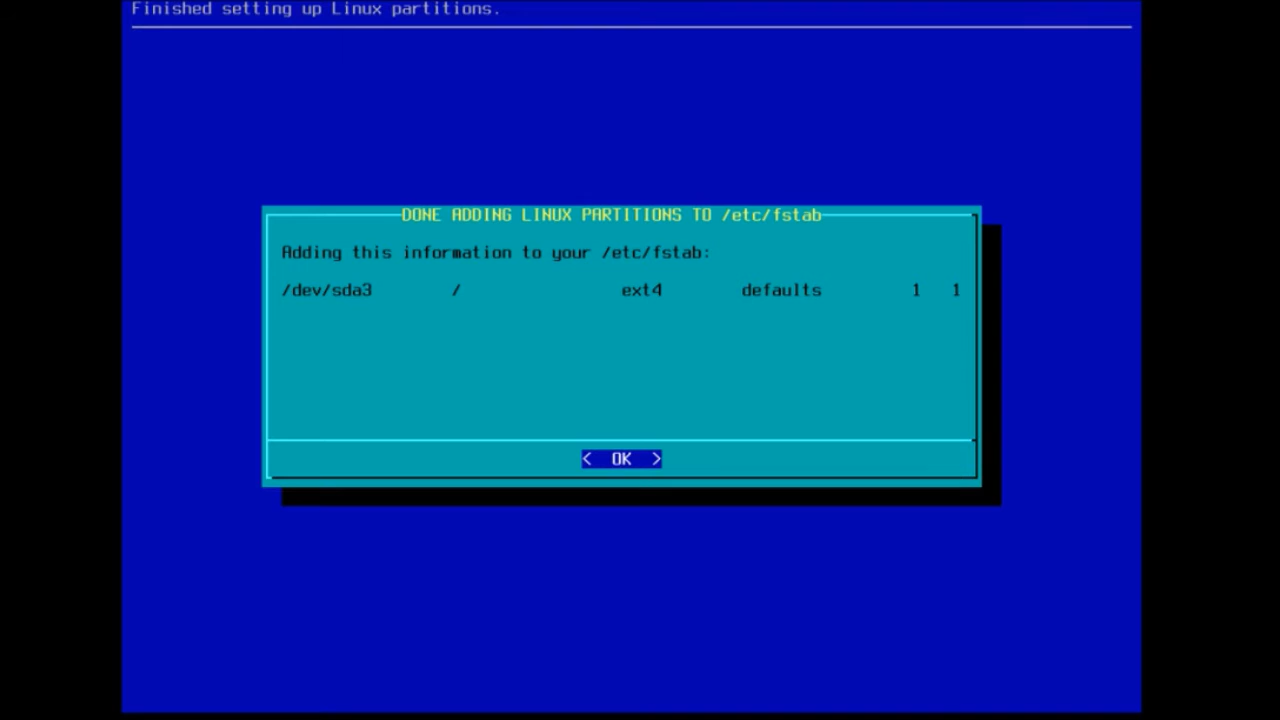 Finished setting up Linux partitions.
DONE ADDING LINUX PARTITIONS TO /etc/fstab
Adding this information to your /etc/fstab:
/dev/sda3        /                ext4        defaults         1   1
<  OK  >